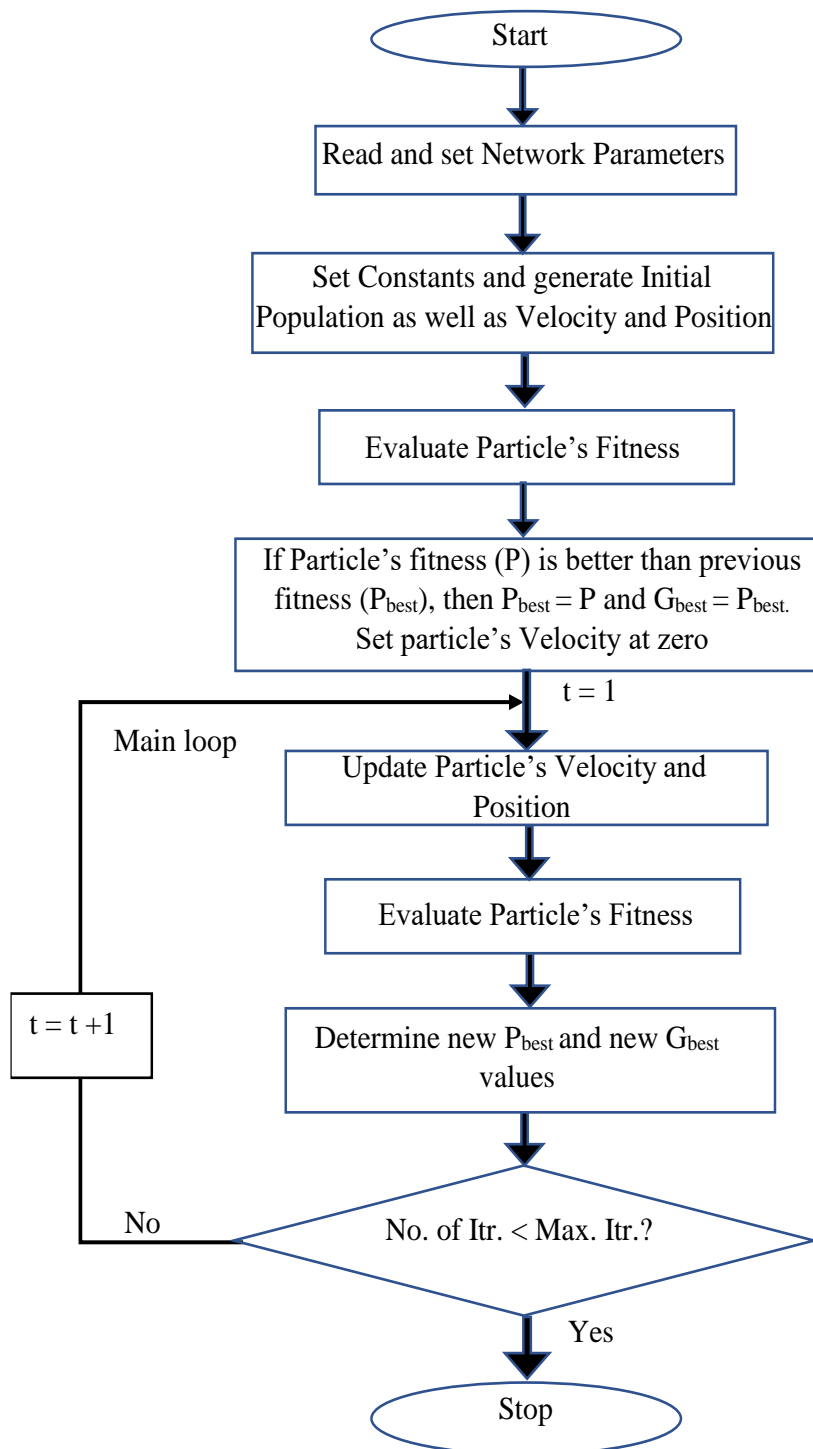 Start
Read and set Network Parameters
Set Constants and generate Initial
Population as well as Velocity and Position
Evaluate Particle’s Fitness
If Particle’s fitness (P) is better than previous
fitness (Pbest), then Pbest = P and Gbest = Pbest.
Set particle’s Velocity at zero
t = 1
Main loop
Update Particle’s Velocity and
Position
Evaluate Particle’s Fitness
t = t +1
Determine new Pbest and new Gbest
values
No
No. of Itr. < Max. Itr.?
Yes
Stop